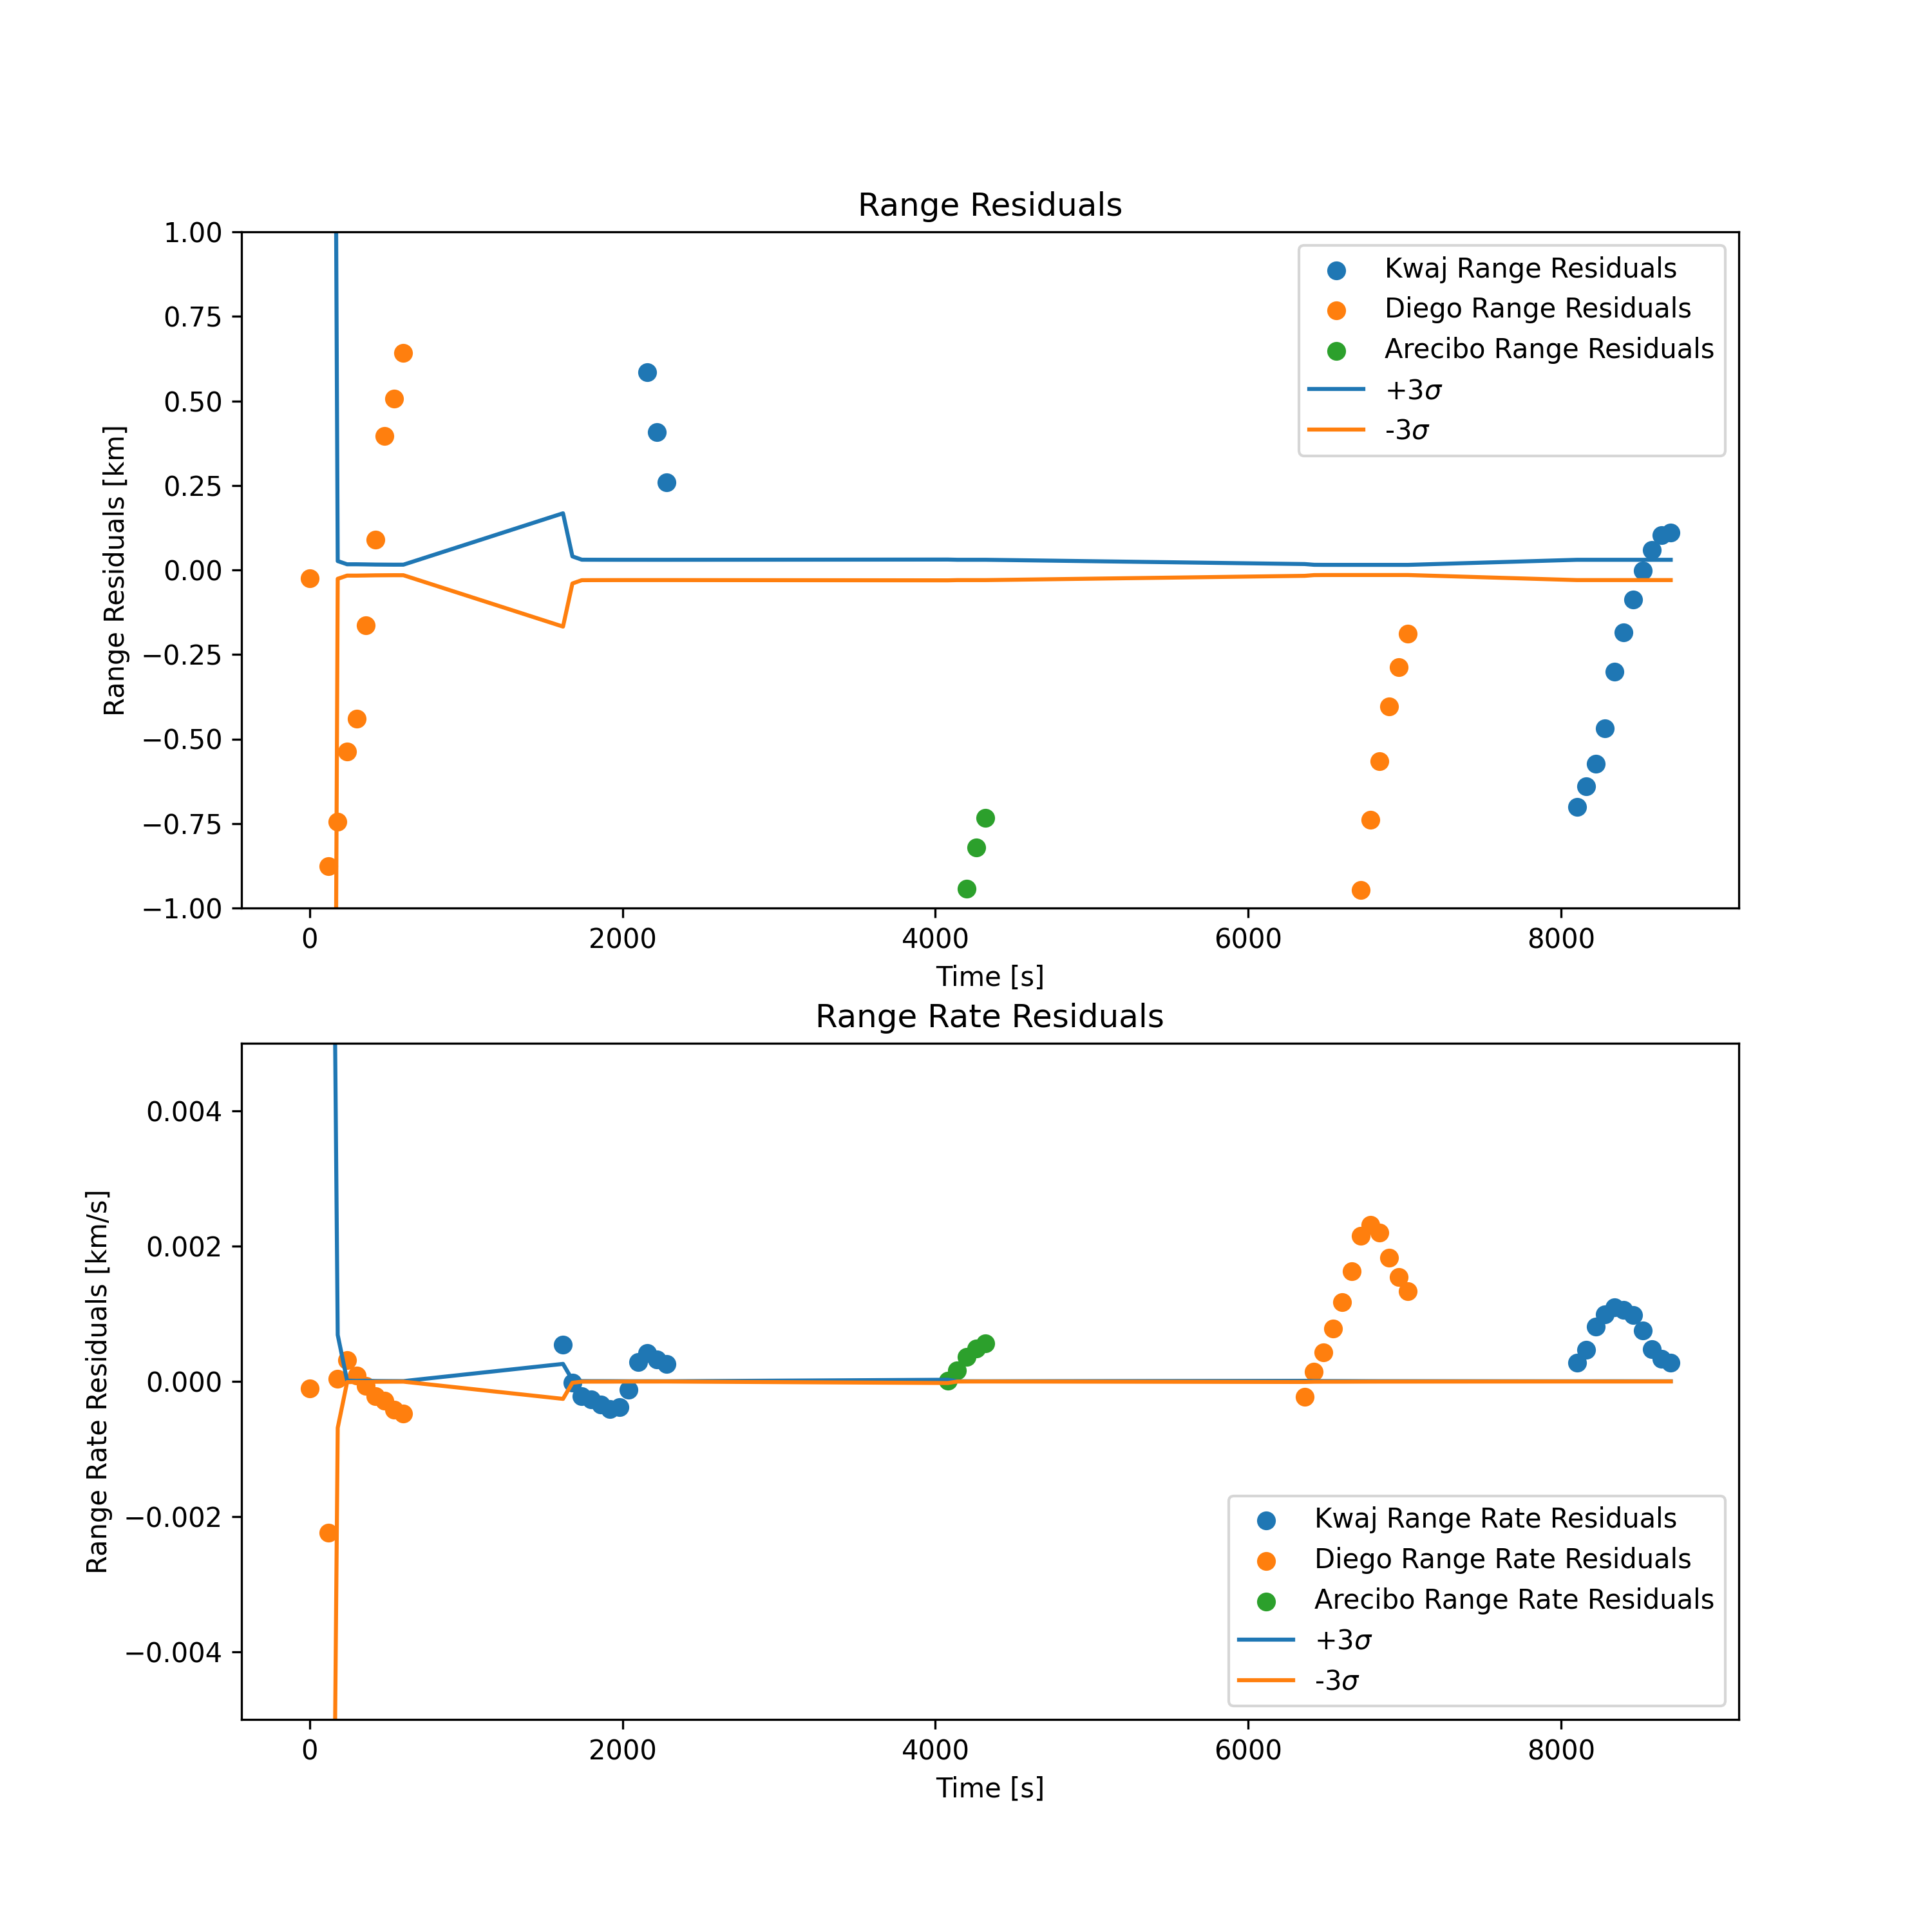 Range Residuals
1.00
0.75
0.50
0.25
0.00
−0.25
−0.50
−0.75
−1.00
Range Residuals [km]
Kwaj Range Residuals
Diego Range Residuals
Arecibo Range Residuals
+3σ
-3σ
0 2000 4000 6000 8000
Time [s]
Range Rate Residuals
0.004
0.002
0.000
−0.002
−0.004
Range Rate Residuals [km/s]
Kwaj Range Rate Residuals
Diego Range Rate Residuals
Arecibo Range Rate Residuals
+3σ
-3σ
0 2000 4000 6000 8000
Time [s]